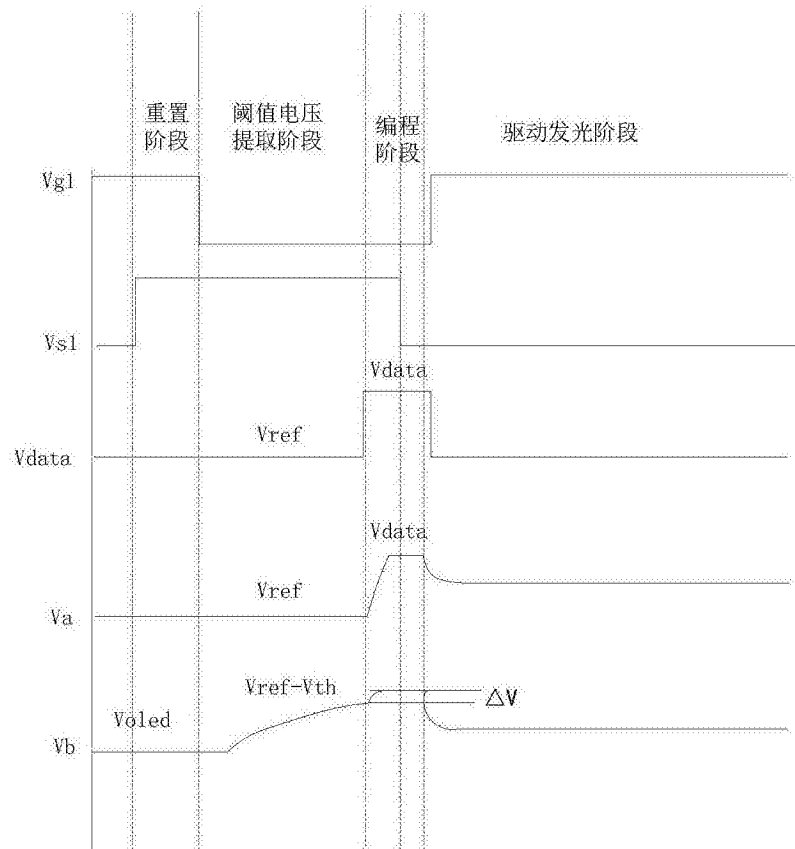 重置
阶段
阈值电压
提取阶段
编程
阶段
驱动发光阶段
Vg1
Vs1
Vdata
Vref
Vdata
Vdata
Vref
Va
Vref-Vth
△V
Voled
Vb